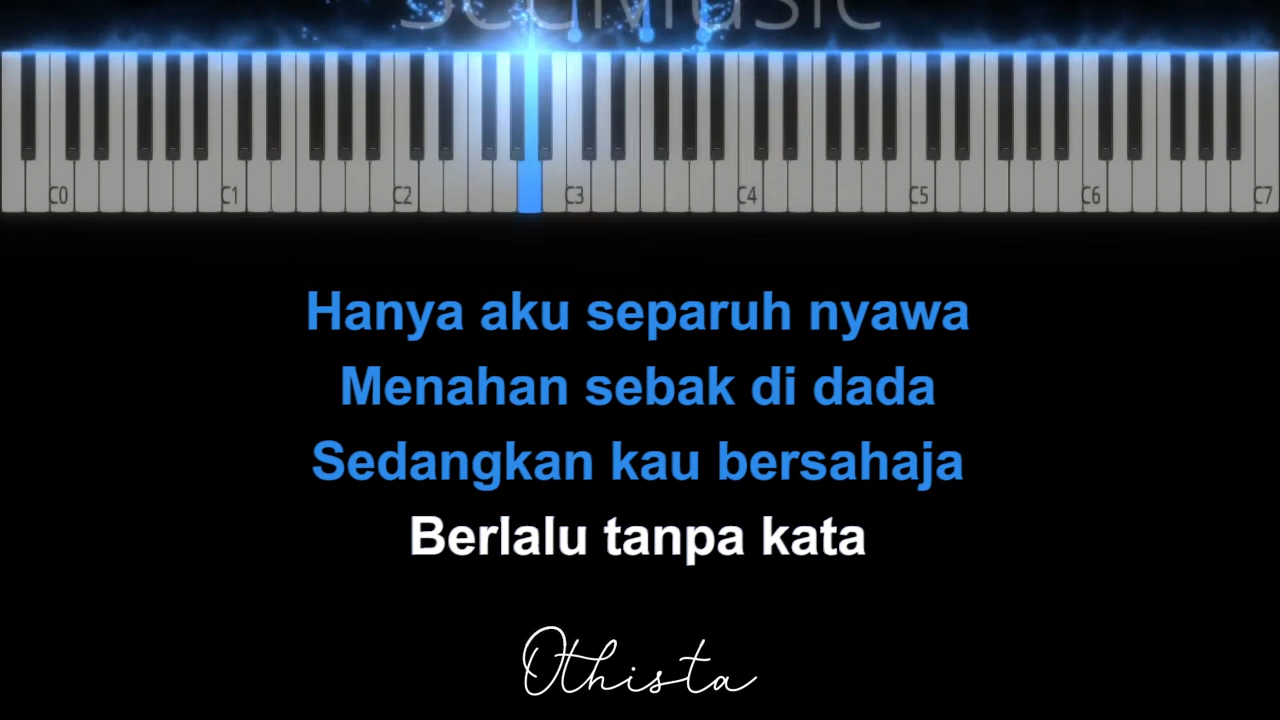 C0 C1 C2 C3 C4 C5 C6 C7
Hanya aku separuh nyawa
Menahan sebak di dada
Sedangkan kau bersahaja
Berlalu tanpa kata
Othista